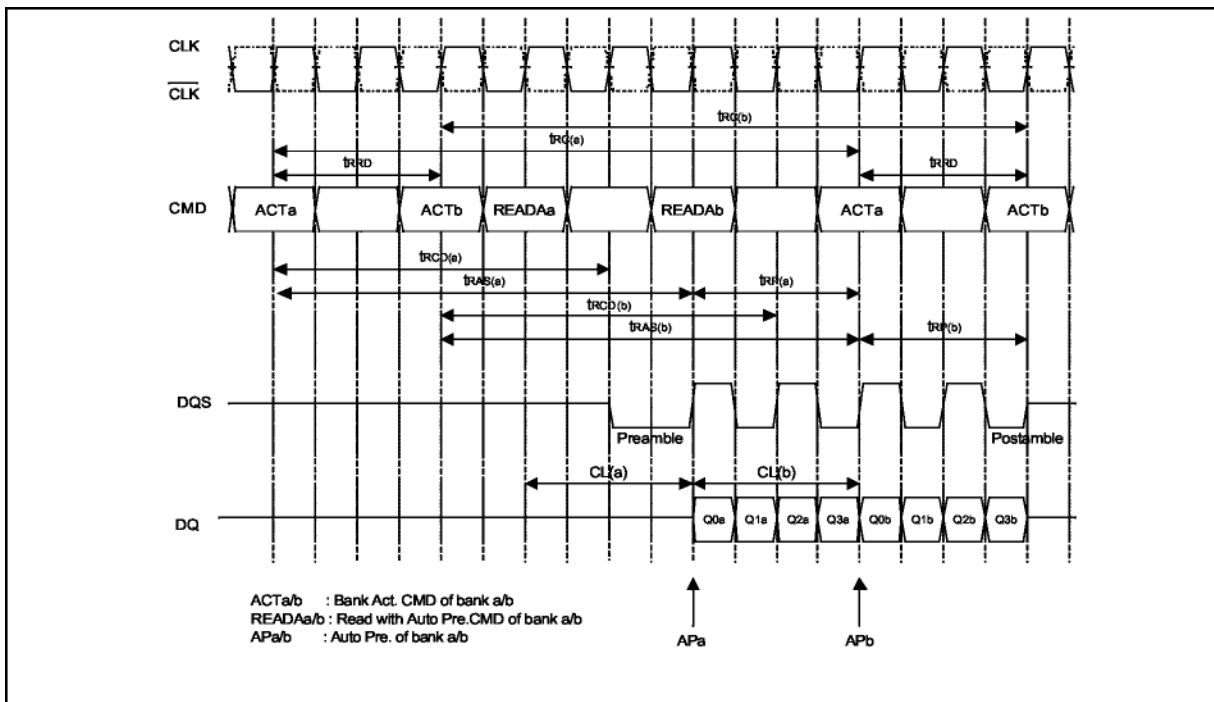 CLK
CLK
tRC(b)
tRC(a)
tRRD
tRRD
CMD
ACTa
ACTb
READAa
READAb
ACTa
ACTb
tRCD(a)
tRAS(a)
tRP(a)
tRCD(b)
tRAS(b)
tRP(b)
DQS
Preamble
Postamble
CL(a)
CL(b)
DQ
Q0a
Q1a
Q2a
Q3a
Q0b
Q1b
Q2b
Q3b
ACTa/b : Bank Act. CMD of bank a/b
READAa/b : Read with Auto Pre.CMD of bank a/b
APa/b : Auto Pre. of bank a/b
APa
APb